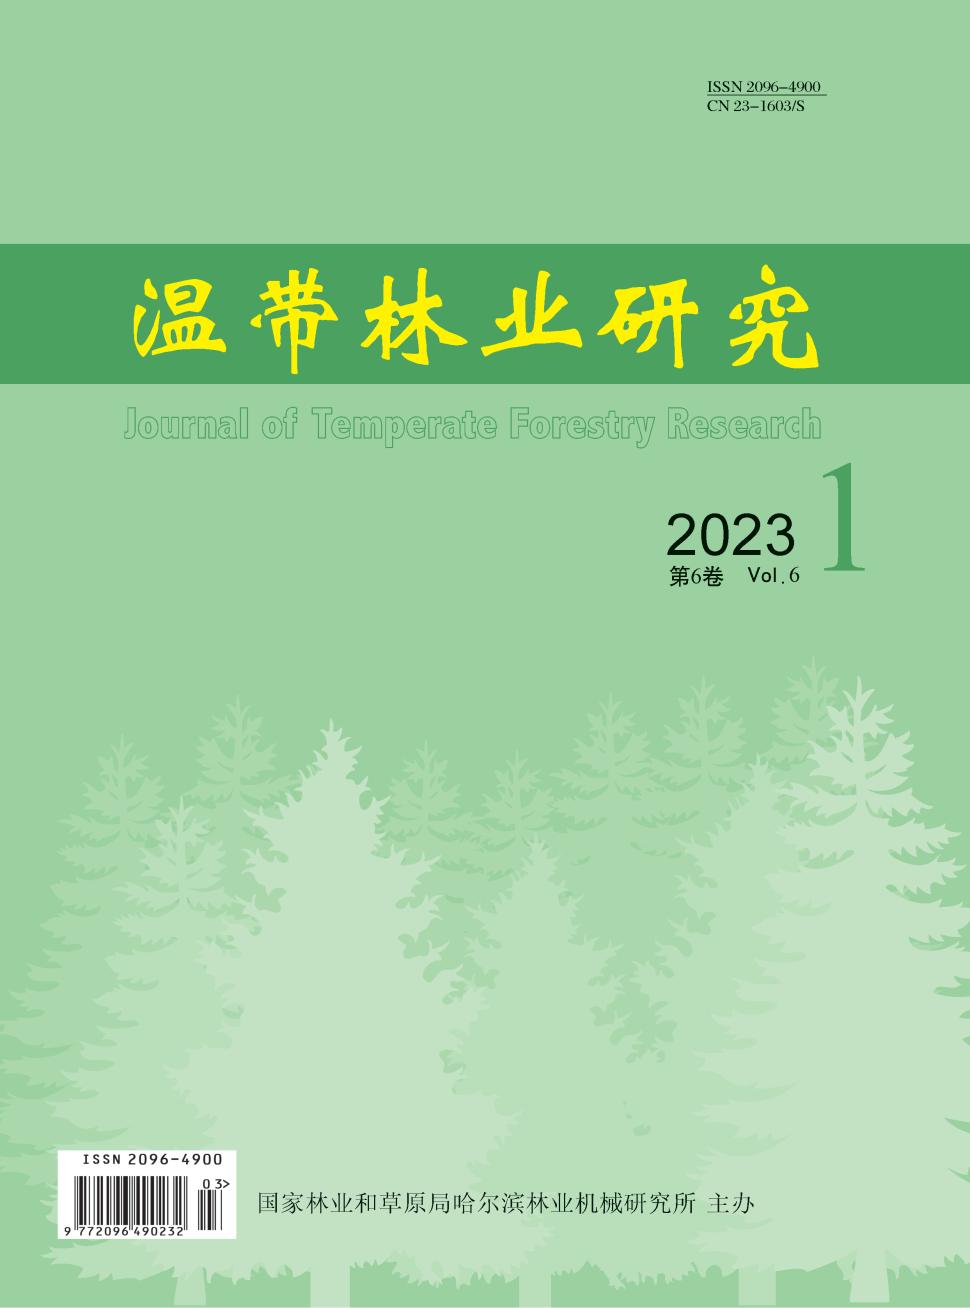 ISSN 2096-4900
CN 23-1603/S
温带林业研究
Journal of Temperate Forestry Research
1
2023
第6卷 Vol.6
ISSN 2096-4900
03>
9 772096 490232
国家林业和草原局哈尔滨林业机械研究所 主办